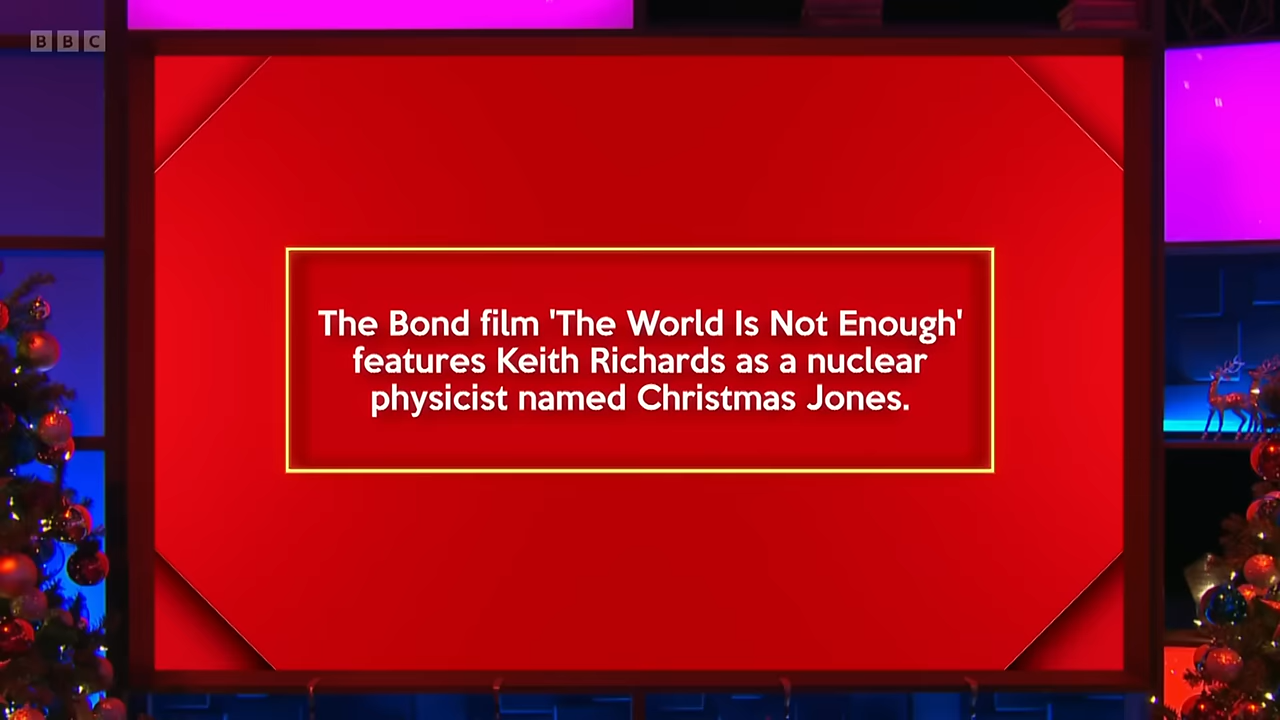 BBC
The Bond film 'The World Is Not Enough'
features Keith Richards as a nuclear
physicist named Christmas Jones.